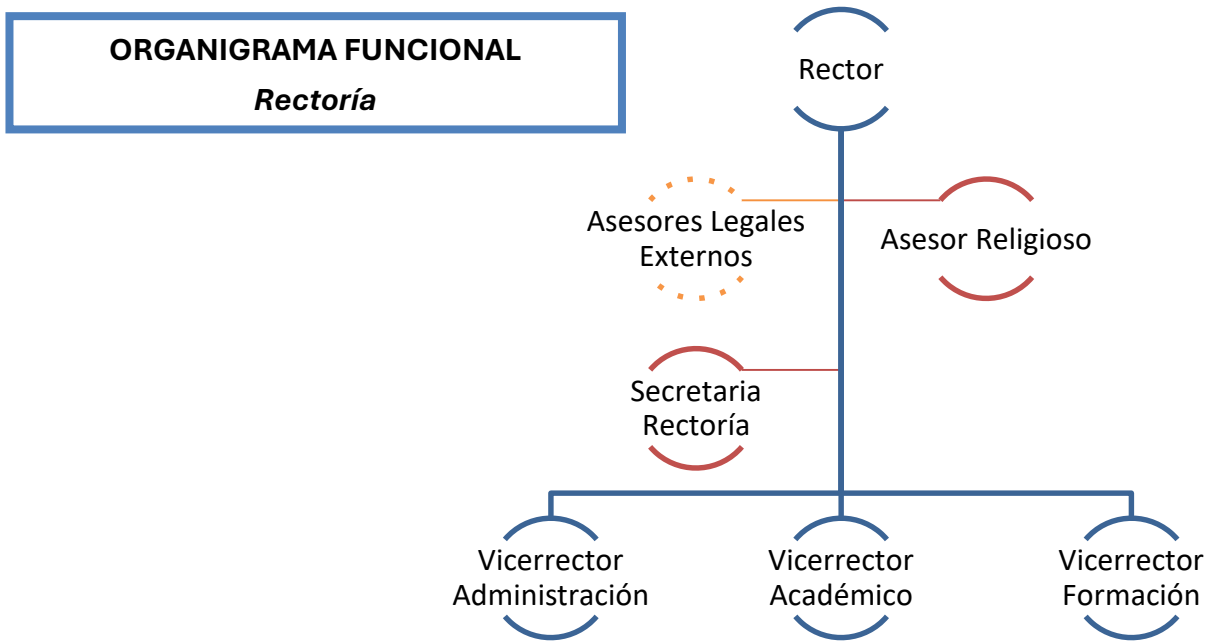 ORGANIGRAMA FUNCIONAL
Rectoría
Rector
Asesores Legales
Externos
Asesor Religioso
Secretaria
Rectoría
Vicerrector
Administración
Vicerrector
Académico
Vicerrector
Formación